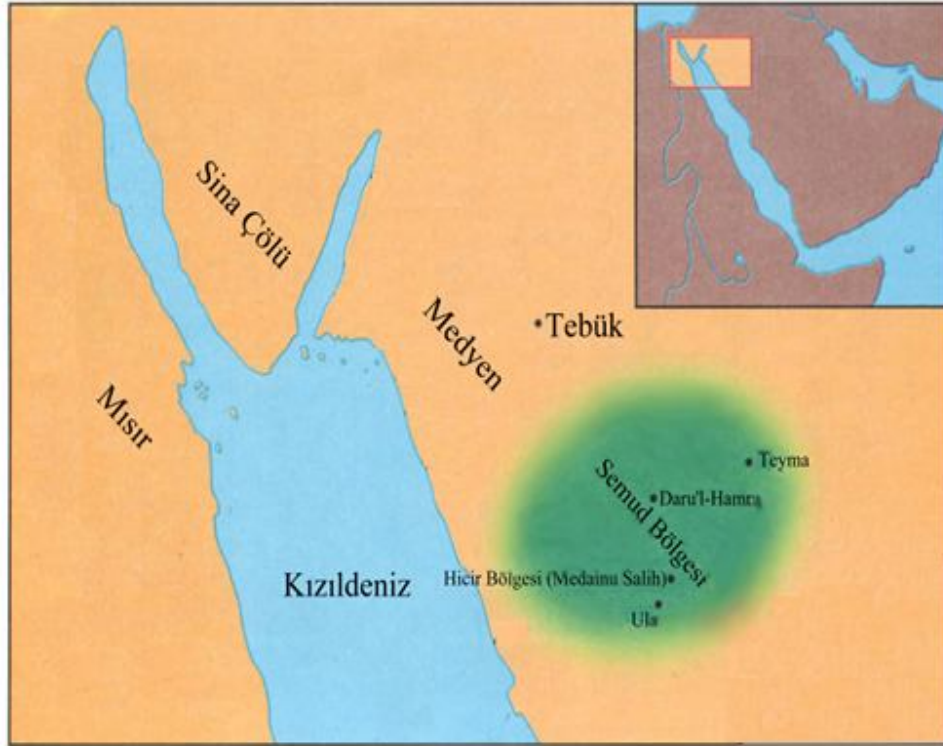 Sina Çölü
Medyen
Tebük
Mısır
Teyma
Semud Bölgesi
Daru'l-Hamra
Kızıldeniz
Hicir Bölgesi (Medainu Salih)
Ula